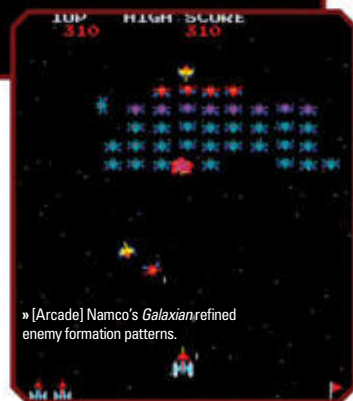 1UP HIGH SCORE
310 310
» [Arcade] Namco's Galaxian refined
enemy formation patterns.